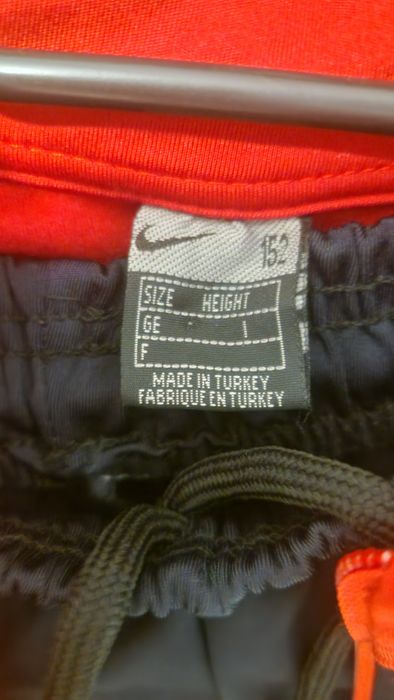 152
SIZE HEIGHT
GE
F
MADE IN TURKEY
FABRIQUE EN TURKEY